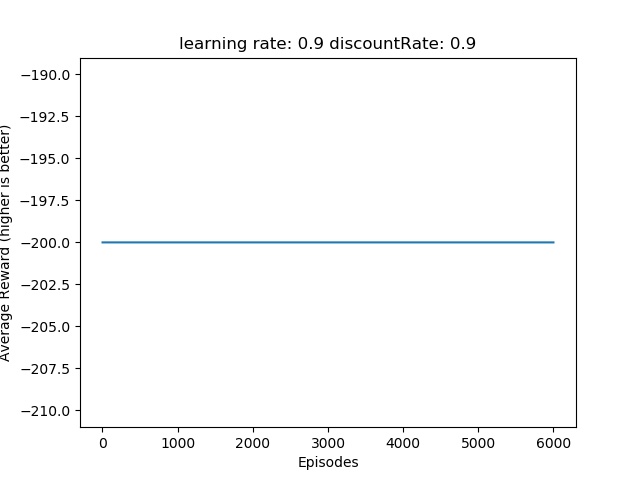 learning rate: 0.9 discountRate: 0.9
−190.0
−192.5
−195.0
−197.5
−200.0
−202.5
−205.0
−207.5
−210.0
Average Reward (higher is better)
0 1000 2000 3000 4000 5000 6000
Episodes